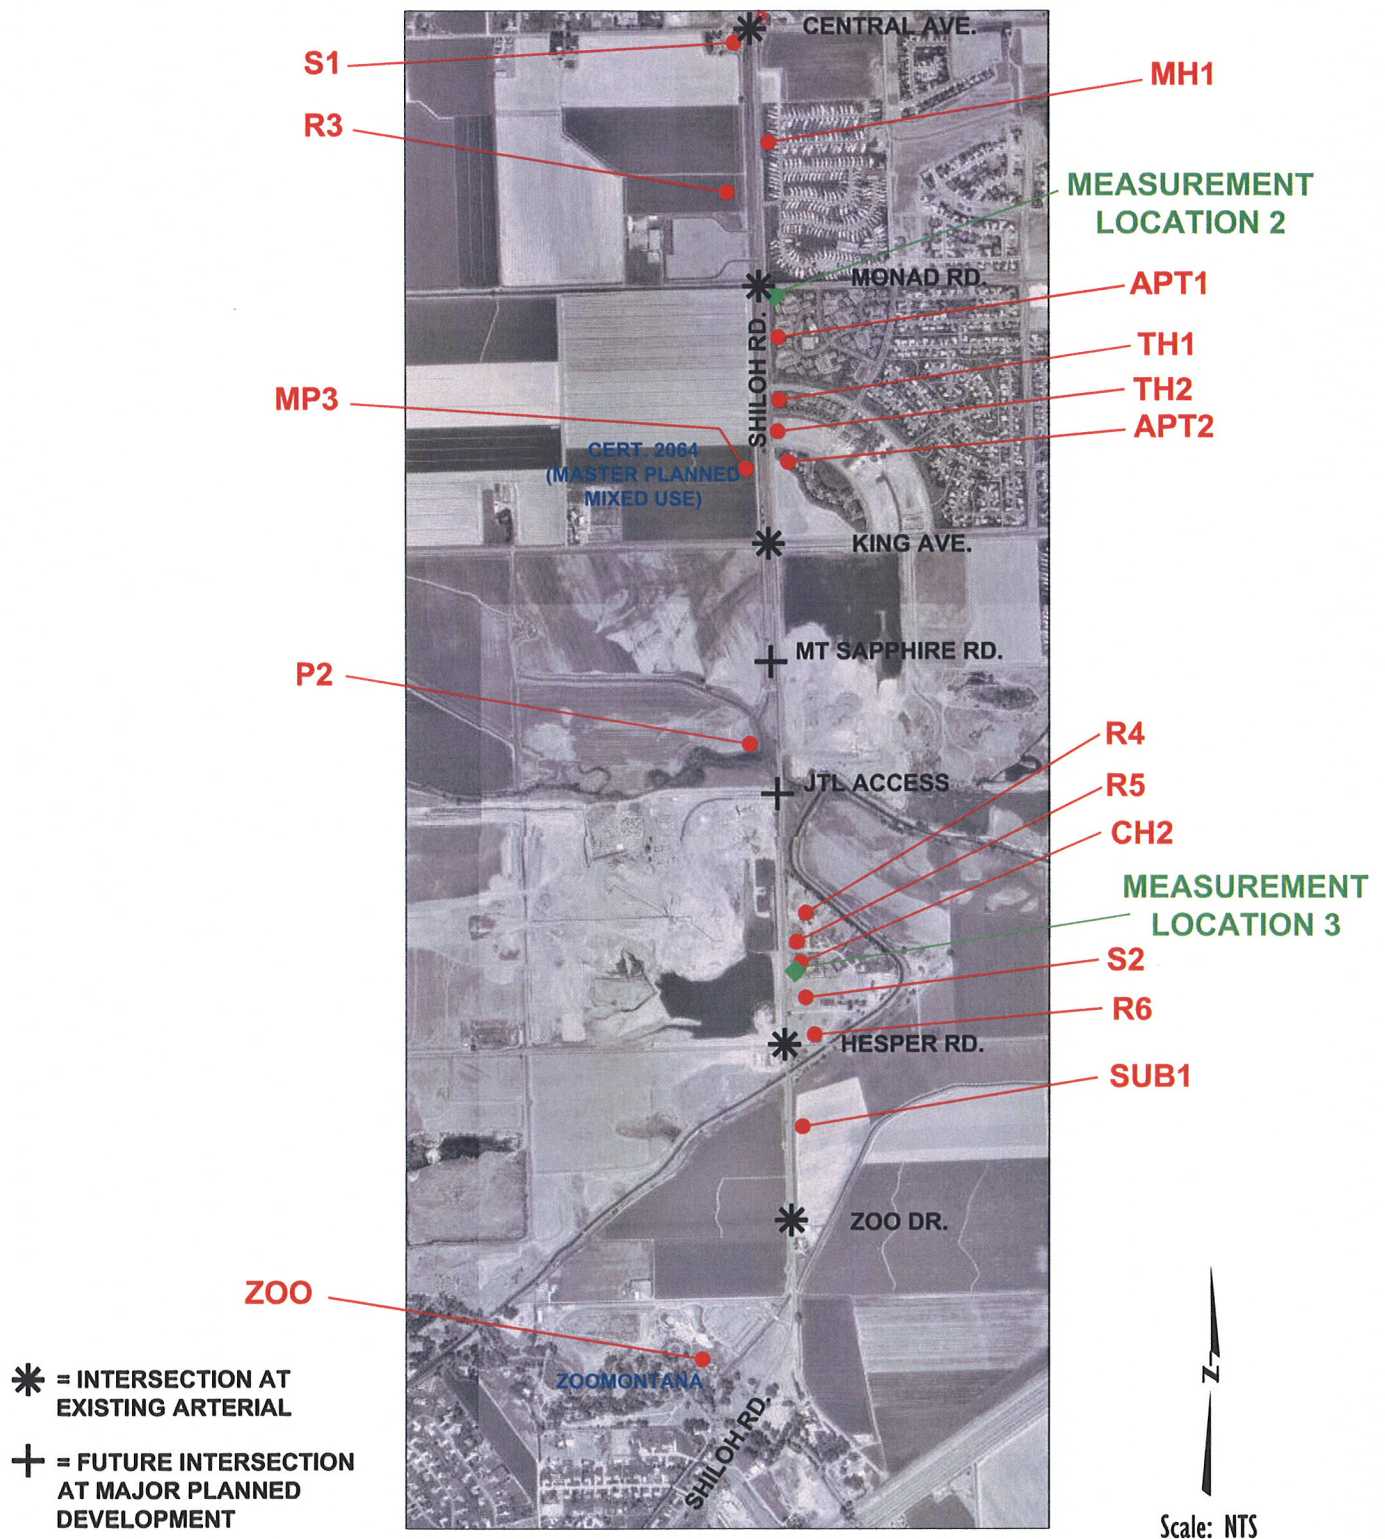 CENTRAL AVE.
S1
MH1
R3
MEASUREMENT
LOCATION 2
MONAD RD.
APT1
SHILOH RD.
TH1
TH2
MP3
APT2
CERT. 2064
(MASTER PLANNED
MIXED USE)
KING AVE.
MT SAPPHIRE RD.
P2
R4
JTL ACCESS
R5
CH2
MEASUREMENT
LOCATION 3
S2
R6
HESPER RD.
SUB1
ZOO DR.
ZOO
ZOOMONTANA
SHILOH RD.
= INTERSECTION AT
EXISTING ARTERIAL
= FUTURE INTERSECTION
AT MAJOR PLANNED
DEVELOPMENT
N
Scale: NTS